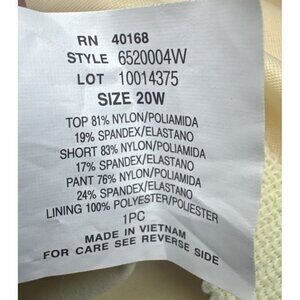 RN 40168
STYLE 6520004W
LOT 10014375
SIZE 20W
TOP 81% NYLON/POLIAMIDA
19% SPANDEX/ELASTANO
SHORT 83% NYLON/POLIAMIDA
17% SPANDEX/ELASTANO
PANT 76% NYLON/POLIAMIDA
24% SPANDEX/ELASTANO
LINING 100% POLYESTER/POLIESTER
1PC
MADE IN VIETNAM
FOR CARE SEE REVERSE SIDE